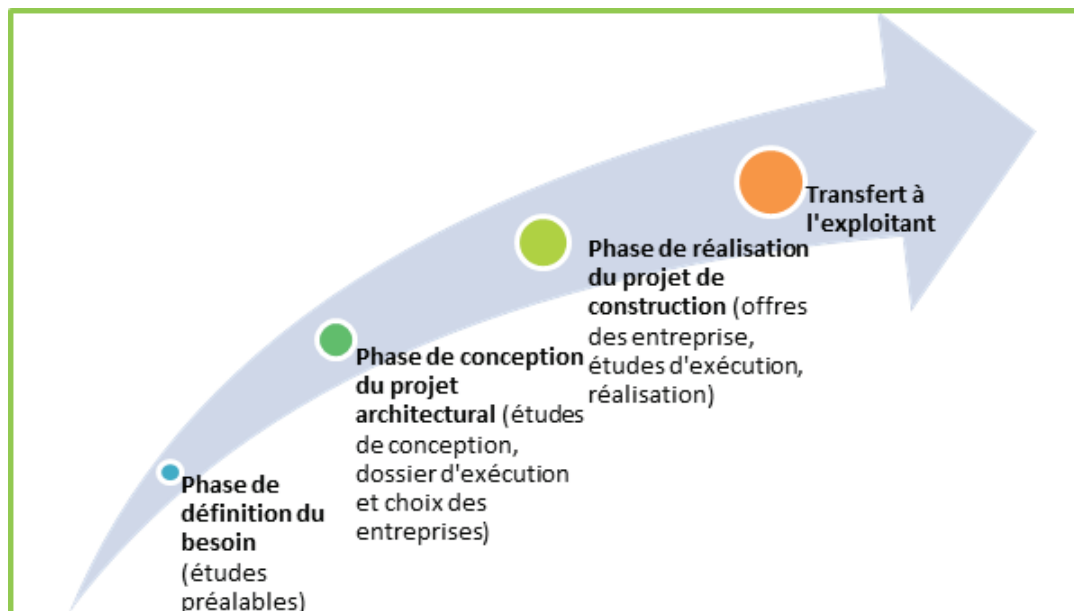 Phase de
définition du
besoin
(études
préalables)
Phase de conception
du projet
architectural (études
de conception,
dossier d'exécution
et choix des
entreprises)
Phase de réalisation
du projet de
construction (offres
des entreprise,
études d'exécution,
réalisation)
Transfert à
l'exploitant